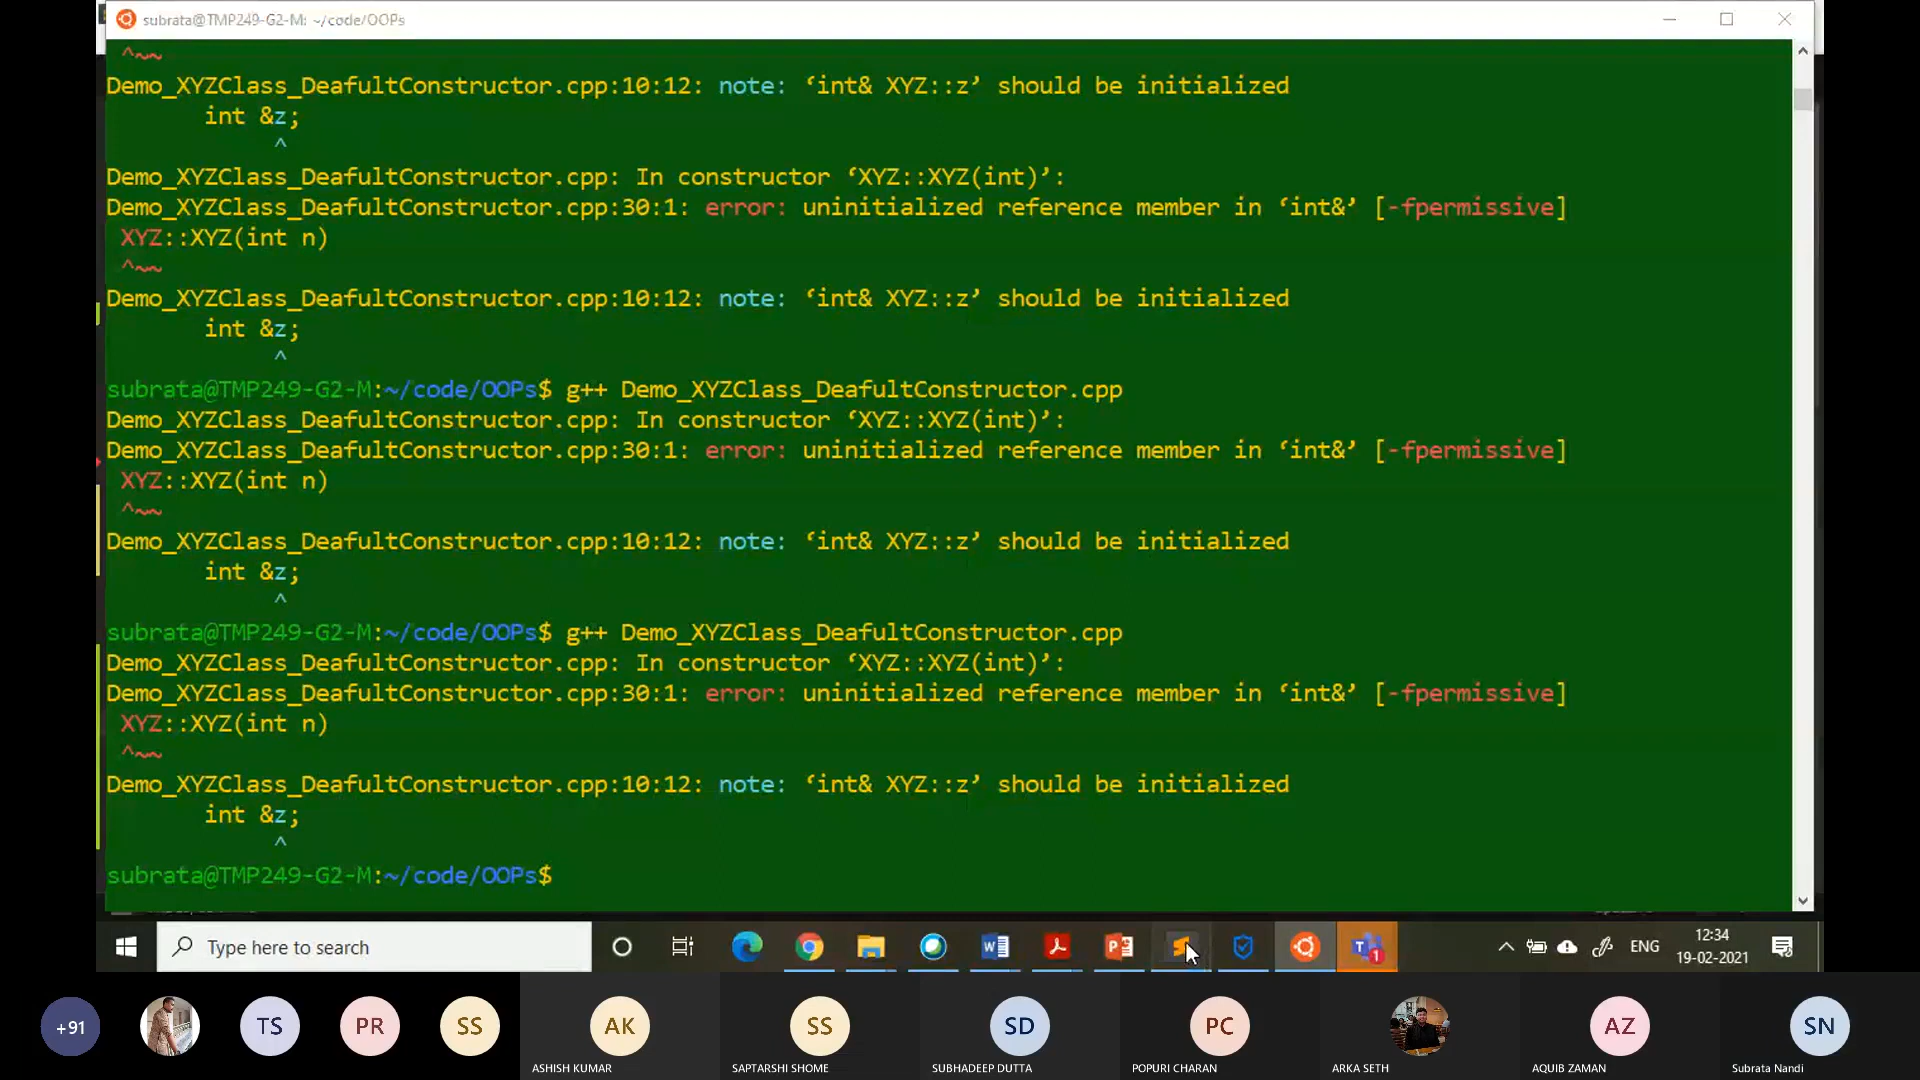 subrata@TMP249-G2-M: ~/code/OOPs
^~~
Demo_XYZClass_DeafultConstructor.cpp:10:12: note: ‘int& XYZ::z’ should be initialized
int &z;
^
Demo_XYZClass_DeafultConstructor.cpp: In constructor ‘XYZ::XYZ(int)’:
Demo_XYZClass_DeafultConstructor.cpp:30:1: error: uninitialized reference member in ‘int&’ [-fpermissive]
XYZ::XYZ(int n)
^~~
Demo_XYZClass_DeafultConstructor.cpp:10:12: note: ‘int& XYZ::z’ should be initialized
int &z;
^
subrata@TMP249-G2-M:~/code/OOPs$ g++ Demo_XYZClass_DeafultConstructor.cpp
Demo_XYZClass_DeafultConstructor.cpp: In constructor ‘XYZ::XYZ(int)’:
Demo_XYZClass_DeafultConstructor.cpp:30:1: error: uninitialized reference member in ‘int&’ [-fpermissive]
XYZ::XYZ(int n)
^~~
Demo_XYZClass_DeafultConstructor.cpp:10:12: note: ‘int& XYZ::z’ should be initialized
int &z;
^
subrata@TMP249-G2-M:~/code/OOPs$ g++ Demo_XYZClass_DeafultConstructor.cpp
Demo_XYZClass_DeafultConstructor.cpp: In constructor ‘XYZ::XYZ(int)’:
Demo_XYZClass_DeafultConstructor.cpp:30:1: error: uninitialized reference member in ‘int&’ [-fpermissive]
XYZ::XYZ(int n)
^~~
Demo_XYZClass_DeafultConstructor.cpp:10:12: note: ‘int& XYZ::z’ should be initialized
int &z;
^
subrata@TMP249-G2-M:~/code/OOPs$
Type here to search
ENG
12:34
19-02-2021
+91
TS
PR
SS
AK
SS
SD
PC
AZ
SN
ASHISH KUMAR
SAPTARSHI SHOME
SUBHADEEP DUTTA
POPURI CHARAN
ARKA SETH
AQUIB ZAMAN
Subrata Nandi